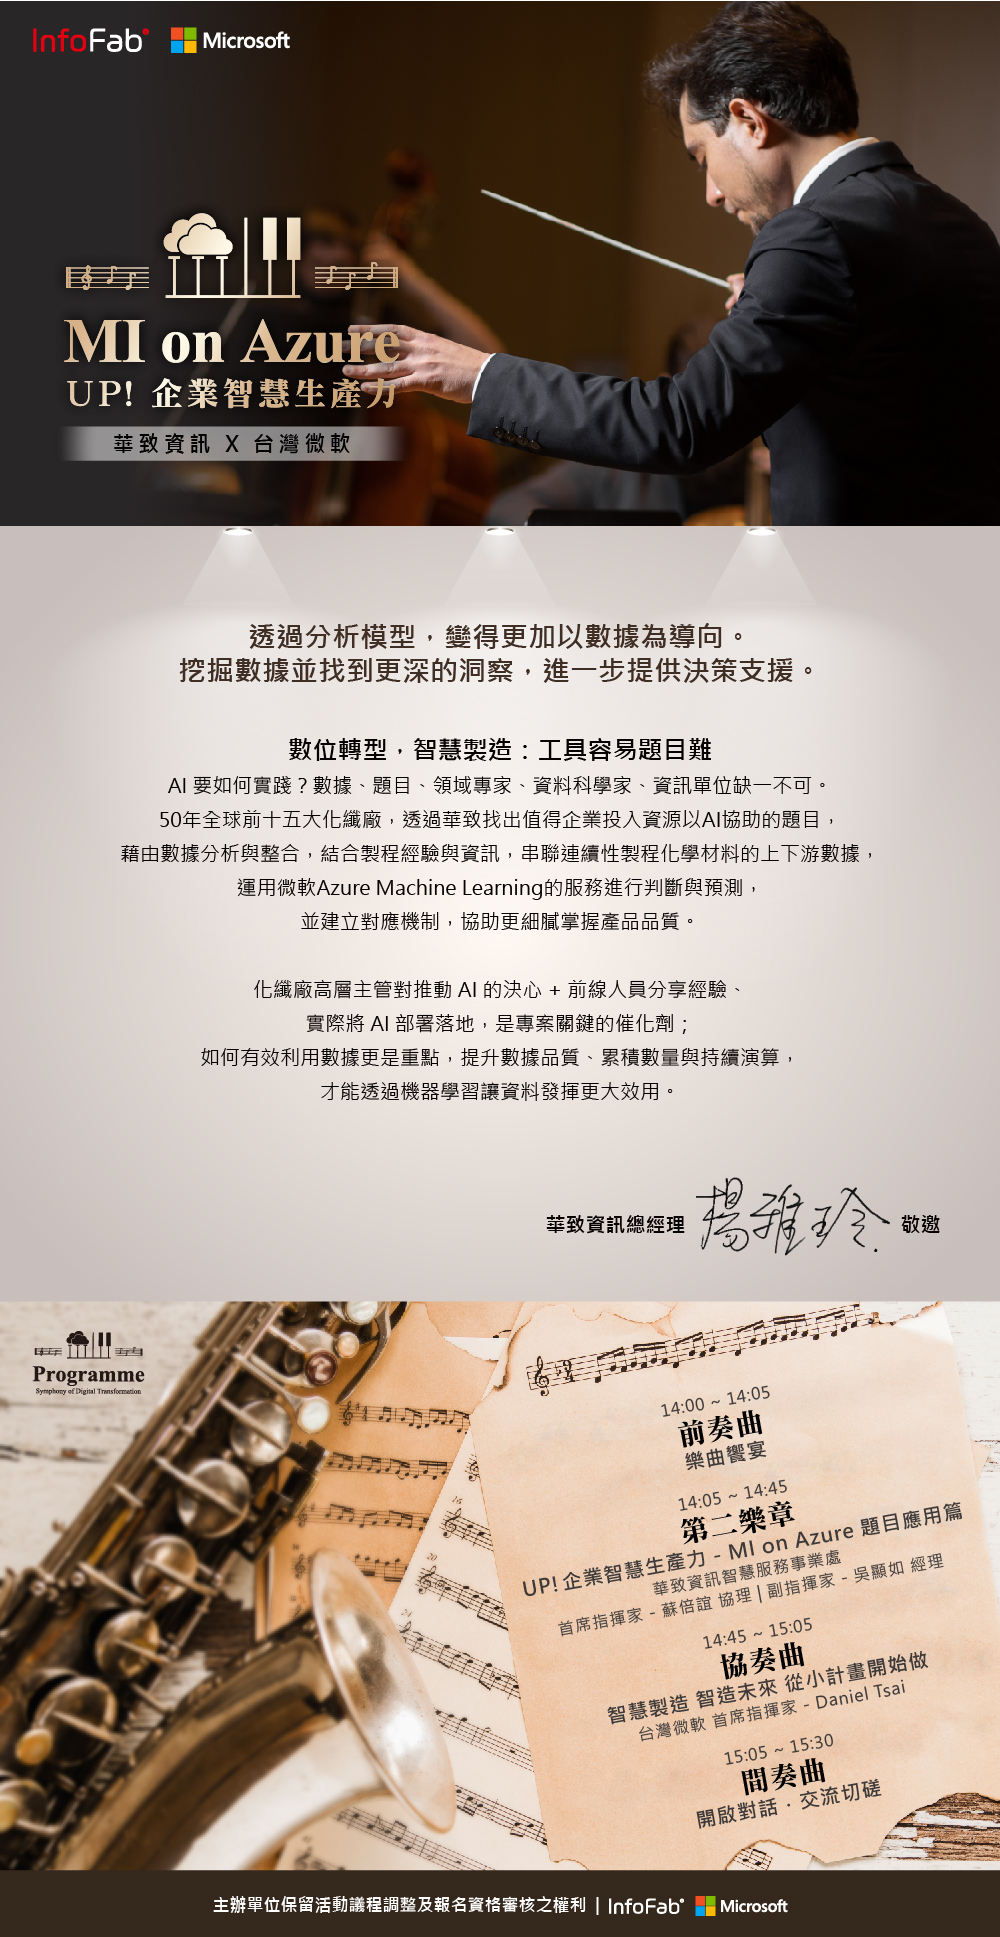 InfoFab Microsoft
MI on Azure
UP! 企業智慧生產力
華致資訊 X 台灣微軟
透過分析模型，變得更加以數據為導向。
挖掘數據並找到更深的洞察，進一步提供決策支援。
數位轉型，智慧製造：工具容易題目難
AI 要如何實踐？數據、題目、領域專家、資料科學家、資訊單位缺一不可。
50年全球前十五大化纖廠，透過華致找出值得企業投入資源以AI協助的題目，
藉由數據分析與整合，結合製程經驗與資訊，串聯連續性製程化學材料的上下游數據，
運用微軟Azure Machine Learning的服務進行判斷與預測，
並建立對應機制，協助更細膩掌握產品品質。
化纖廠高層主管對推動 AI 的決心 + 前線人員分享經驗、
實際將 AI 部署落地，是專案關鍵的催化劑；
如何有效利用數據更是重點，提升數據品質、累積數量與持續演算，
才能透過機器學習讓資料發揮更大效用。
華致資訊總經理 楊雅玲 敬邀
Programme
Symphony of Digital Transformation
14:00 ~ 14:05
前奏曲
樂曲饗宴
14:05 ~ 14:45
第二樂章
UP! 企業智慧生產力 - MI on Azure 題目應用篇
華致資訊智慧服務事業處
首席指揮家 - 蘇倍誼 協理 | 副指揮家 - 吳顯如 經理
14:45 ~ 15:05
協奏曲
智慧製造 智造未來 從小計畫開始做
台灣微軟 首席指揮家 - Daniel Tsai
15:05 ~ 15:30
間奏曲
開啟對話．交流切磋
主辦單位保留活動議程調整及報名資格審核之權利 | InfoFab Microsoft